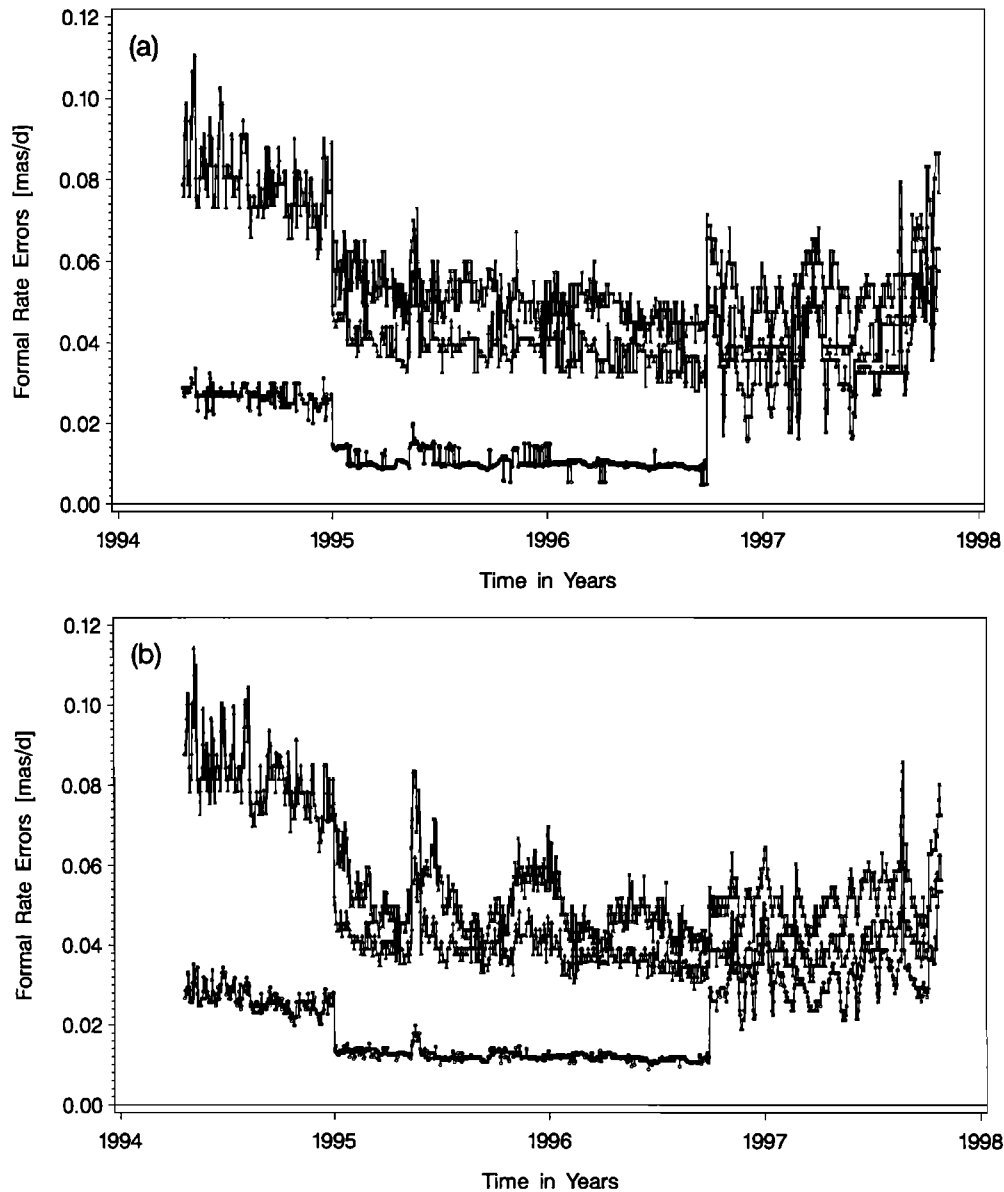 (a)
Formal Rate Errors [mas/d]
0.12
0.10
0.08
0.06
0.04
0.02
0.00
1994 1995 1996 1997 1998
Time in Years
(b)
Formal Rate Errors [mas/d]
0.12
0.10
0.08
0.06
0.04
0.02
0.00
1994 1995 1996 1997 1998
Time in Years